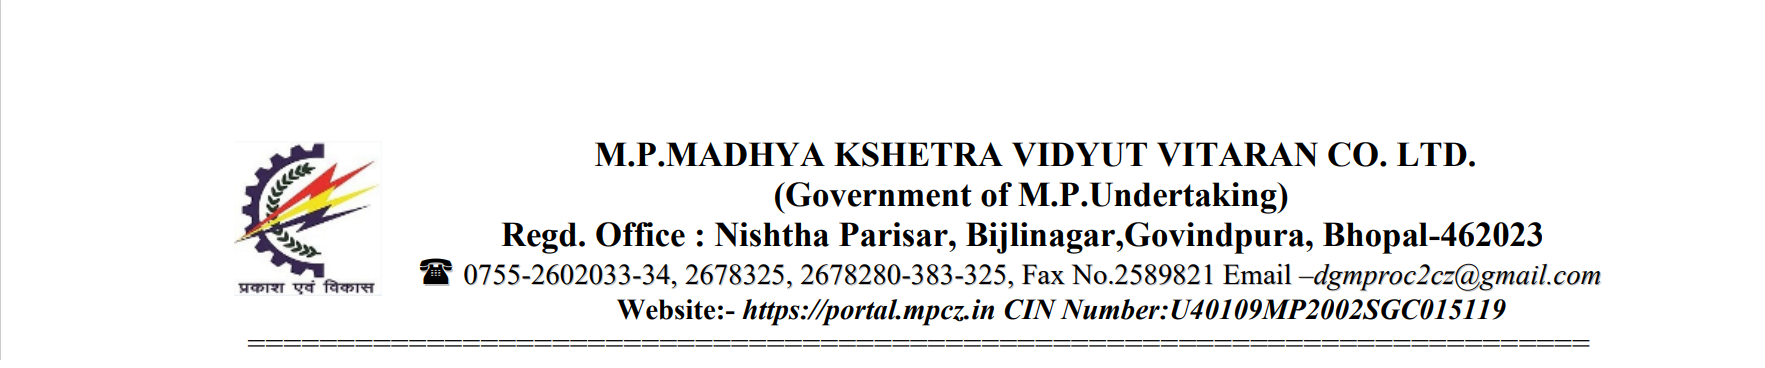 M.P.MADHYA KSHETRA VIDYUT VITARAN CO. LTD.
(Government of M.P.Undertaking)
Regd. Office : Nishtha Parisar, Bijlinagar,Govindpura, Bhopal-462023
☎ 0755-2602033-34, 2678325, 2678280-383-325, Fax No.2589821 Email –dgmproc2cz@gmail.com
प्रकाश एवं विकास
Website:- https://portal.mpcz.in CIN Number:U40109MP2002SGC015119
===========================================================================